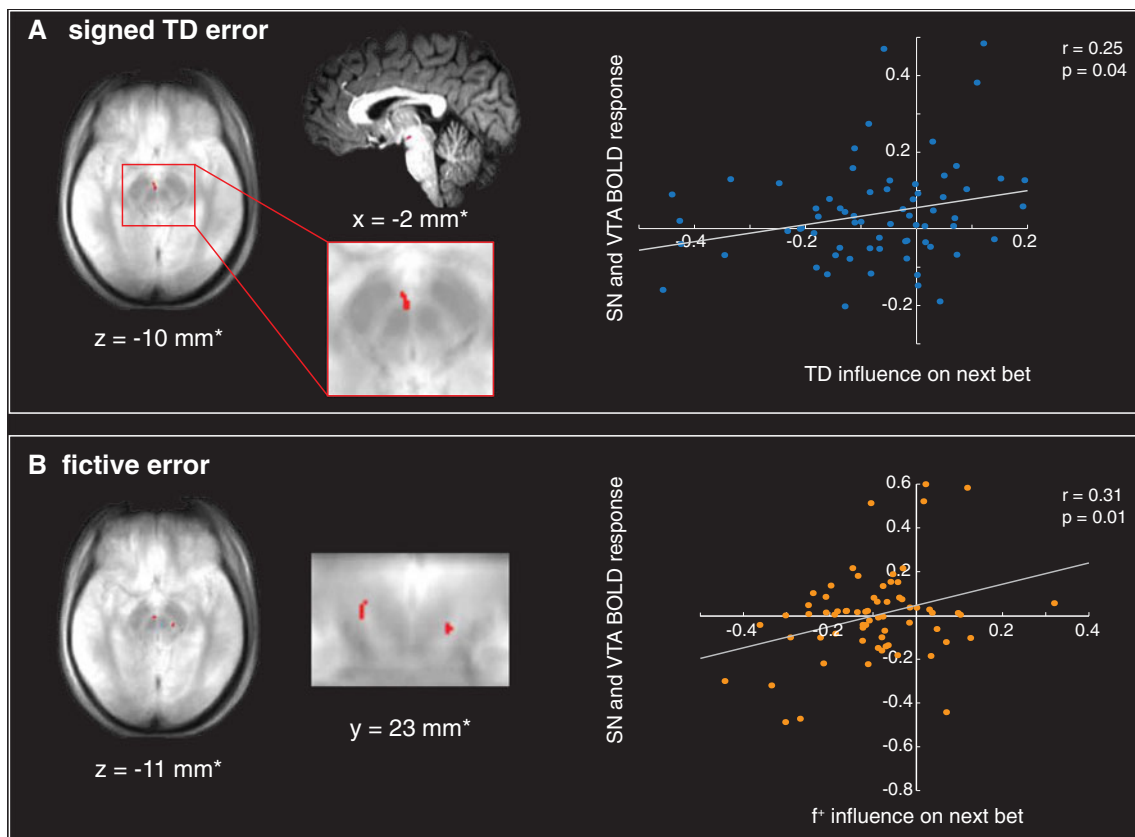 A signed TD error
x = -2 mm*
z = -10 mm*
SN and VTA BOLD response
r = 0.25
p = 0.04
0.4
0.2
-0.4
-0.2
0.2
-0.2
TD influence on next bet
B fictive error
z = -11 mm*
y = 23 mm*
SN and VTA BOLD response
r = 0.31
p = 0.01
0.6
0.4
0.2
-0.4
-0.2
0.2
0.4
-0.2
-0.4
-0.6
-0.8
f⁺ influence on next bet